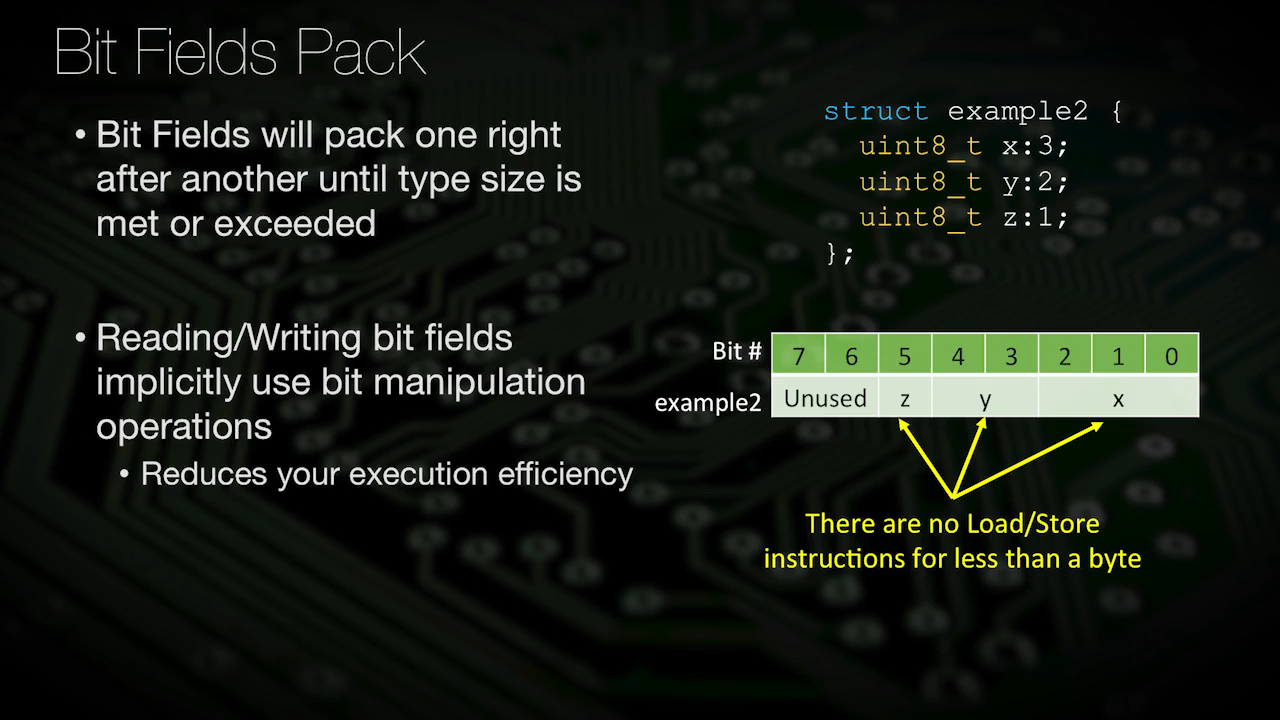 Bit Fields Pack
• Bit Fields will pack one right
after another until type size is
met or exceeded
• Reading/Writing bit fields
implicitly use bit manipulation
operations
• Reduces your execution efficiency
struct example2 {
uint8_t x:3;
uint8_t y:2;
uint8_t z:1;
};
Bit # 7 6 5 4 3 2 1 0
example2 Unused z y x
There are no Load/Store
instructions for less than a byte